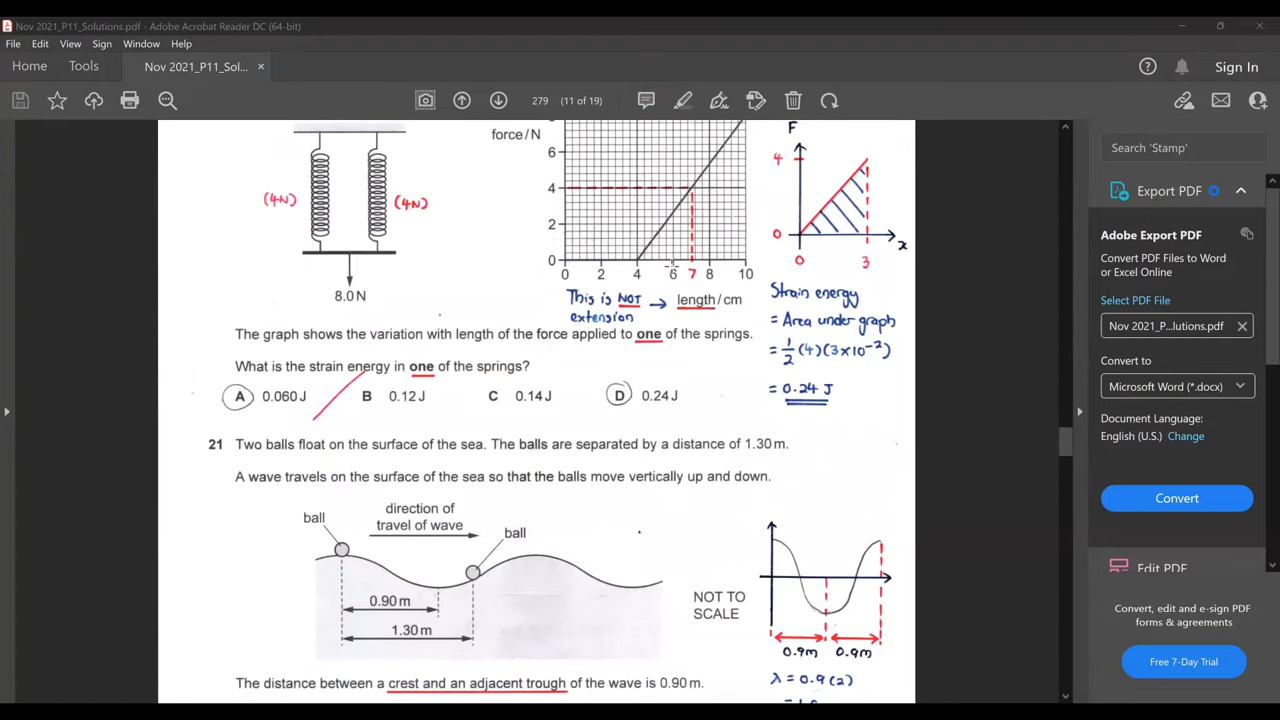 Nov 2021_P11_Solutions.pdf - Adobe Acrobat Reader DC (64-bit)
File Edit View Sign Window Help
Home Tools Nov 2021_P11_Sol... × Sign In
279 (11 of 19)
Search 'Stamp'
Export PDF
Adobe Export PDF
Convert PDF Files to Word
or Excel Online
Select PDF File
Nov 2021_P...lutions.pdf
Convert to
Microsoft Word (*.docx)
Document Language:
English (U.S.) Change
Convert
Edit PDF
Convert, edit and e-sign PDF
forms & agreements
Free 7-Day Trial
(4N) (4N)
8.0 N
force / N
6
4
2
0
0 2 4 6 7 8 10
This is NOT → length / cm
extension
F
4
0
0 3 x
Strain energy
= Area under graph
= 1/2 (4)(3×10⁻²)
= 0.24 J
The graph shows the variation with length of the force applied to one of the springs.
What is the strain energy in one of the springs?
A 0.060 J B 0.12 J C 0.14 J D 0.24 J
21 Two balls float on the surface of the sea. The balls are separated by a distance of 1.30 m.
A wave travels on the surface of the sea so that the balls move vertically up and down.
ball
direction of
travel of wave
ball
0.90 m
1.30 m
NOT TO
SCALE
0.9m 0.9m
λ = 0.9(2)
The distance between a crest and an adjacent trough of the wave is 0.90 m.